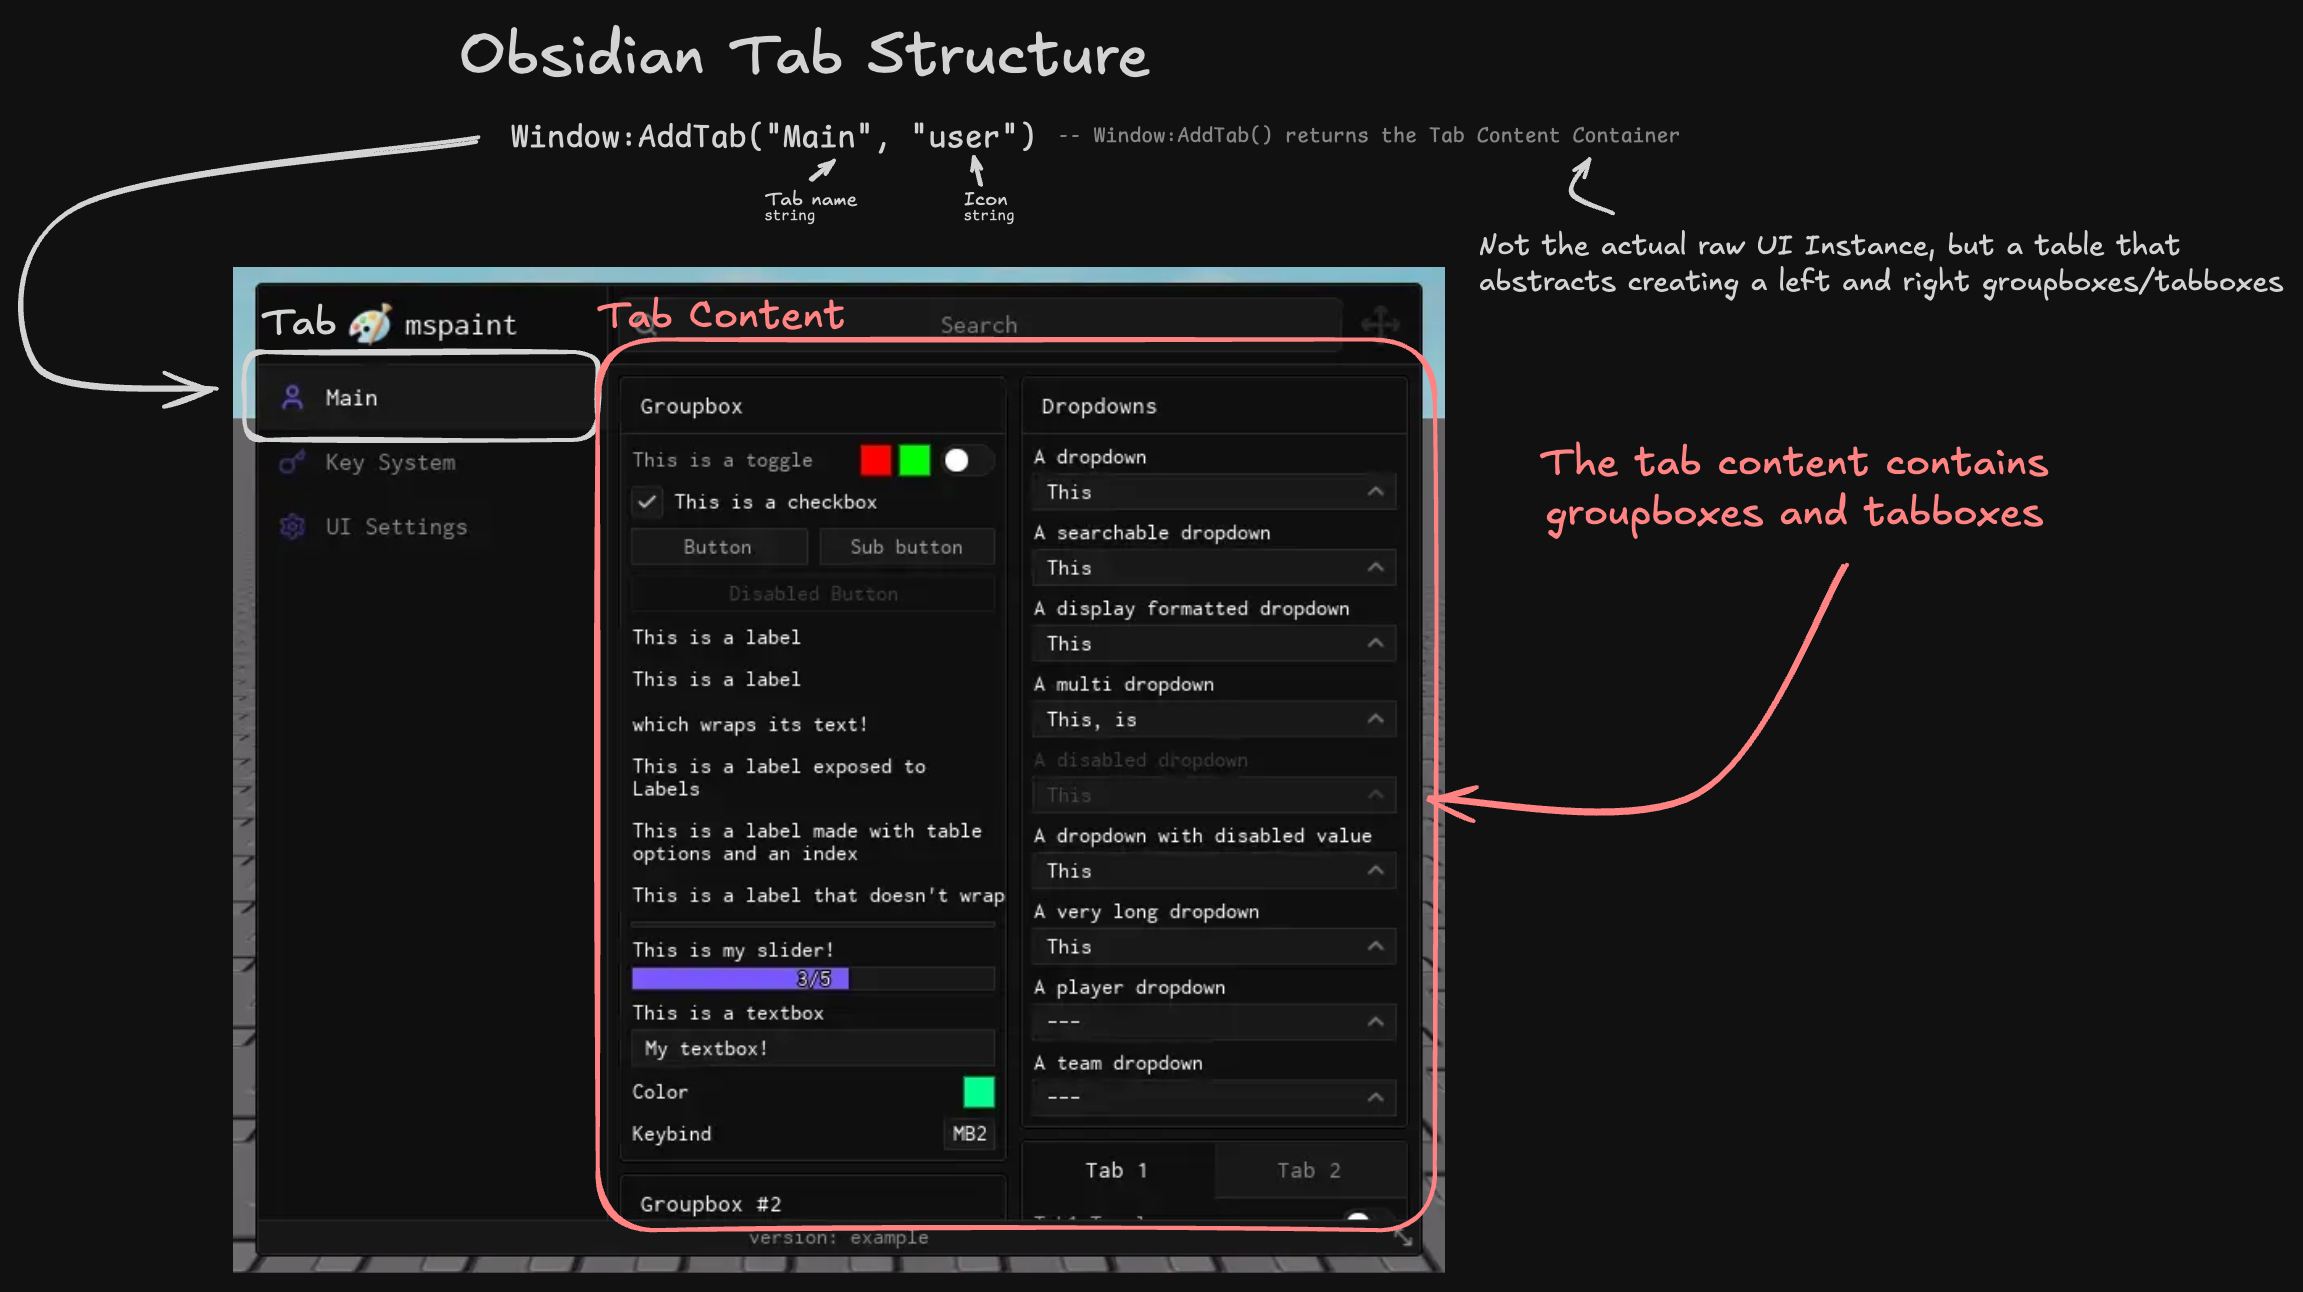 Obsidian Tab Structure
Window:AddTab("Main", "user") -- Window:AddTab() returns the Tab Content Container
Tab name
string
Icon
string
Not the actual raw UI Instance, but a table that
abstracts creating a left and right groupboxes/tabboxes
Tab
mspaint
Tab Content
Search
Main
Key System
UI Settings
Groupbox
This is a toggle
This is a checkbox
Button
Sub button
Disabled Button
This is a label
This is a label
which wraps its text!
This is a label exposed to
Labels
This is a label made with table
options and an index
This is a label that doesn't wrap
This is my slider!
3/5
This is a textbox
My textbox!
Color
Keybind
MB2
Groupbox #2
Dropdowns
A dropdown
This
A searchable dropdown
This
A display formatted dropdown
This
A multi dropdown
This, is
A disabled dropdown
This
A dropdown with disabled value
This
A very long dropdown
This
A player dropdown
---
A team dropdown
---
Tab 1
Tab 2
version: example
The tab content contains
groupboxes and tabboxes